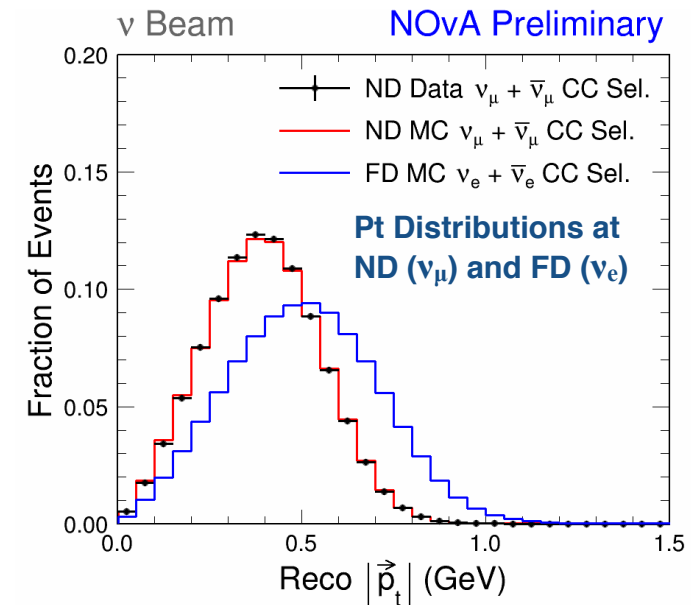 ν Beam NOvA Preliminary
ND Data νμ + ν̅μ CC Sel.
ND MC νμ + ν̅μ CC Sel.
FD MC νe + ν̅e CC Sel.
Pt Distributions at
ND (νμ) and FD (νe)
Fraction of Events
0.20
0.15
0.10
0.05
0.00
0.0 0.5 1.0 1.5
Reco |p⃗t| (GeV)